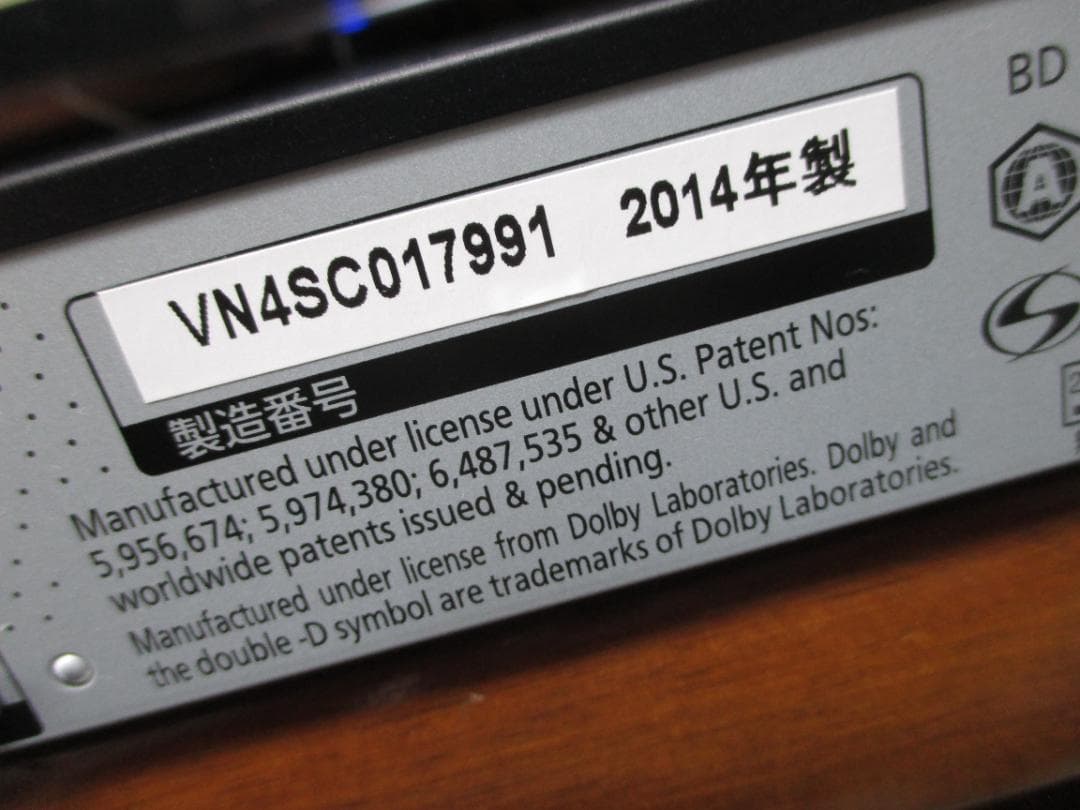 BD
A
VN4SC017991 2014年製
製造番号
Manufactured under license under U.S. Patent Nos:
5,956,674; 5,974,380; 6,487,535 & other U.S. and
worldwide patents issued & pending.
Manufactured under license from Dolby Laboratories. Dolby and
the double -D symbol are trademarks of Dolby Laboratories.